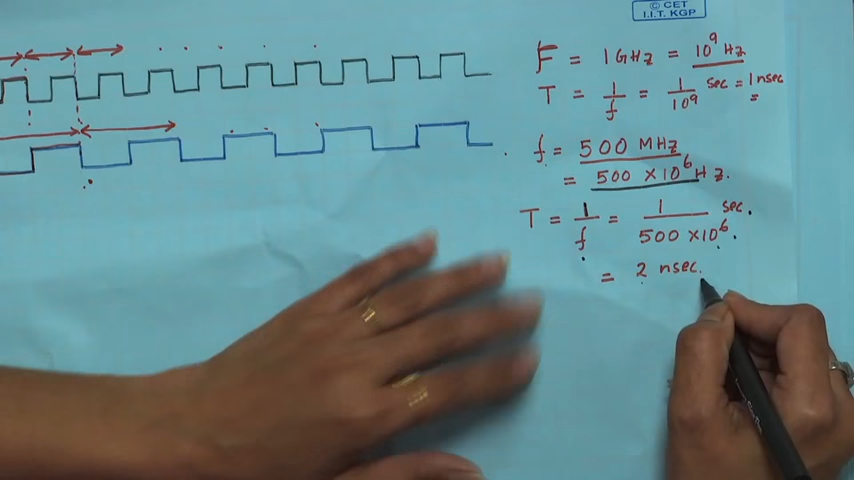 © CET
I.I.T. KGP
F = 1 GHz = 10⁹ Hz
T = 1/f = 1/10⁹ sec = 1 nsec
f = 500 MHz
= 500 × 10⁶ Hz.
T = 1/f = 1/500 × 10⁶ sec.
= 2 nsec.